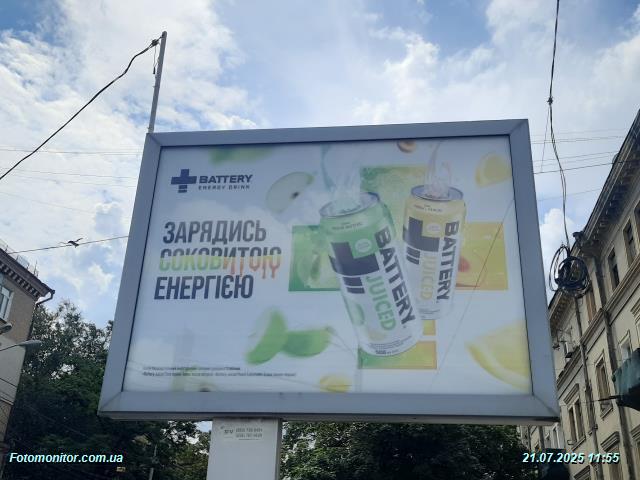 BATTERY
ENERGY DRINK
ЗАРЯДИСЬ
СОКОВИТОЮ
ЕНЕРГІЄЮ
BATTERY
JUICED
BATTERY
JUICED
Fotomonitor.com.ua
21.07.2025 11:55